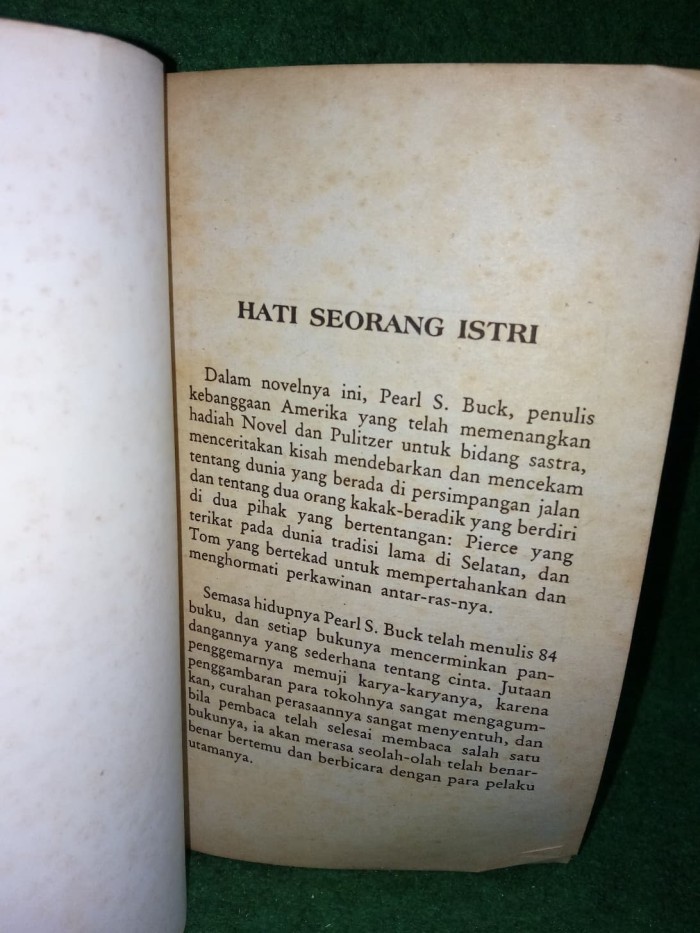 HATI SEORANG ISTRI
Dalam novelnya ini, Pearl S. Buck, penulis
kebanggaan Amerika yang telah memenangkan
hadiah Novel dan Pulitzer untuk bidang sastra,
menceritakan kisah mendebarkan dan mencekam
tentang dunia yang berada di persimpangan jalan
dan tentang dua orang kakak-beradik yang berdiri
di dua pihak yang bertentangan: Pierce yang
terikat pada dunia tradisi lama di Selatan, dan
Tom yang bertekad untuk mempertahankan dan
menghormati perkawinan antar-ras-nya.
Semasa hidupnya Pearl S. Buck telah menulis 84
buku, dan setiap bukunya mencerminkan pan-
dangannya yang sederhana tentang cinta. Jutaan
penggemarnya memuji karya-karyanya, karena
penggambaran para tokohnya sangat mengagum-
kan, curahan perasaannya sangat menyentuh, dan
bila pembaca telah selesai membaca salah satu
bukunya, ia akan merasa seolah-olah telah benar-
benar bertemu dan berbicara dengan para pelaku
utamanya.